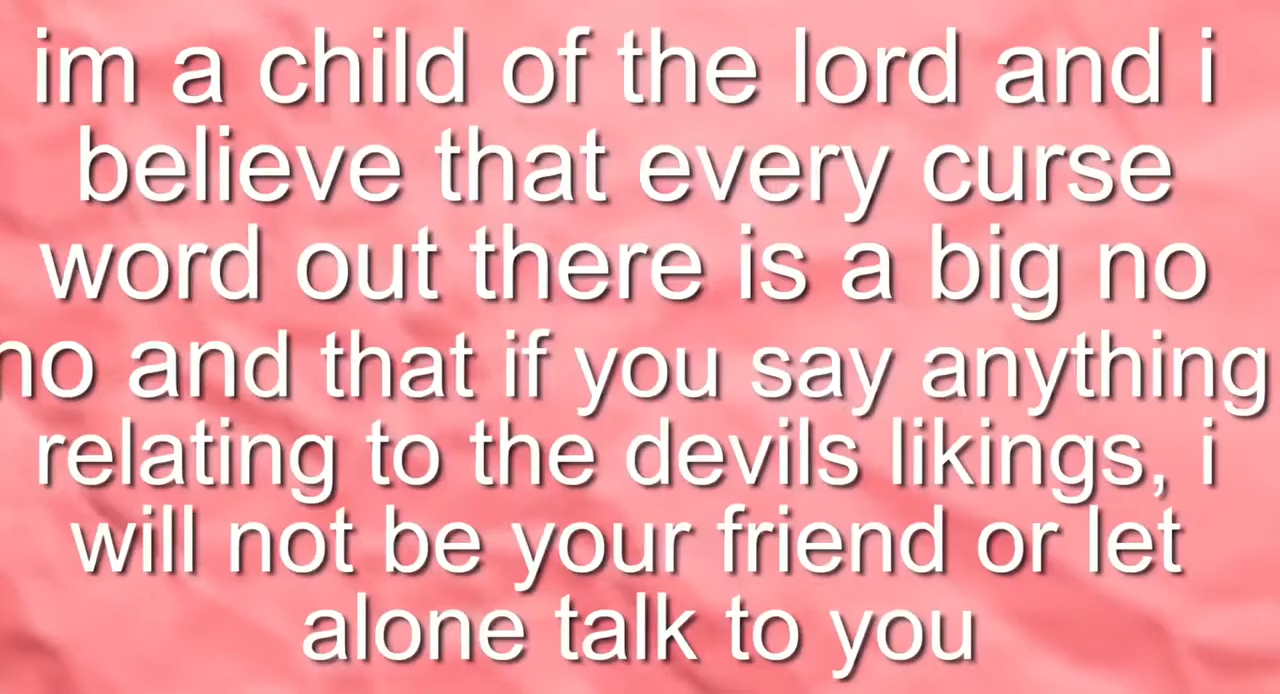 im a child of the lord and i
believe that every curse
word out there is a big no
no and that if you say anything
relating to the devils likings, i
will not be your friend or let
alone talk to you